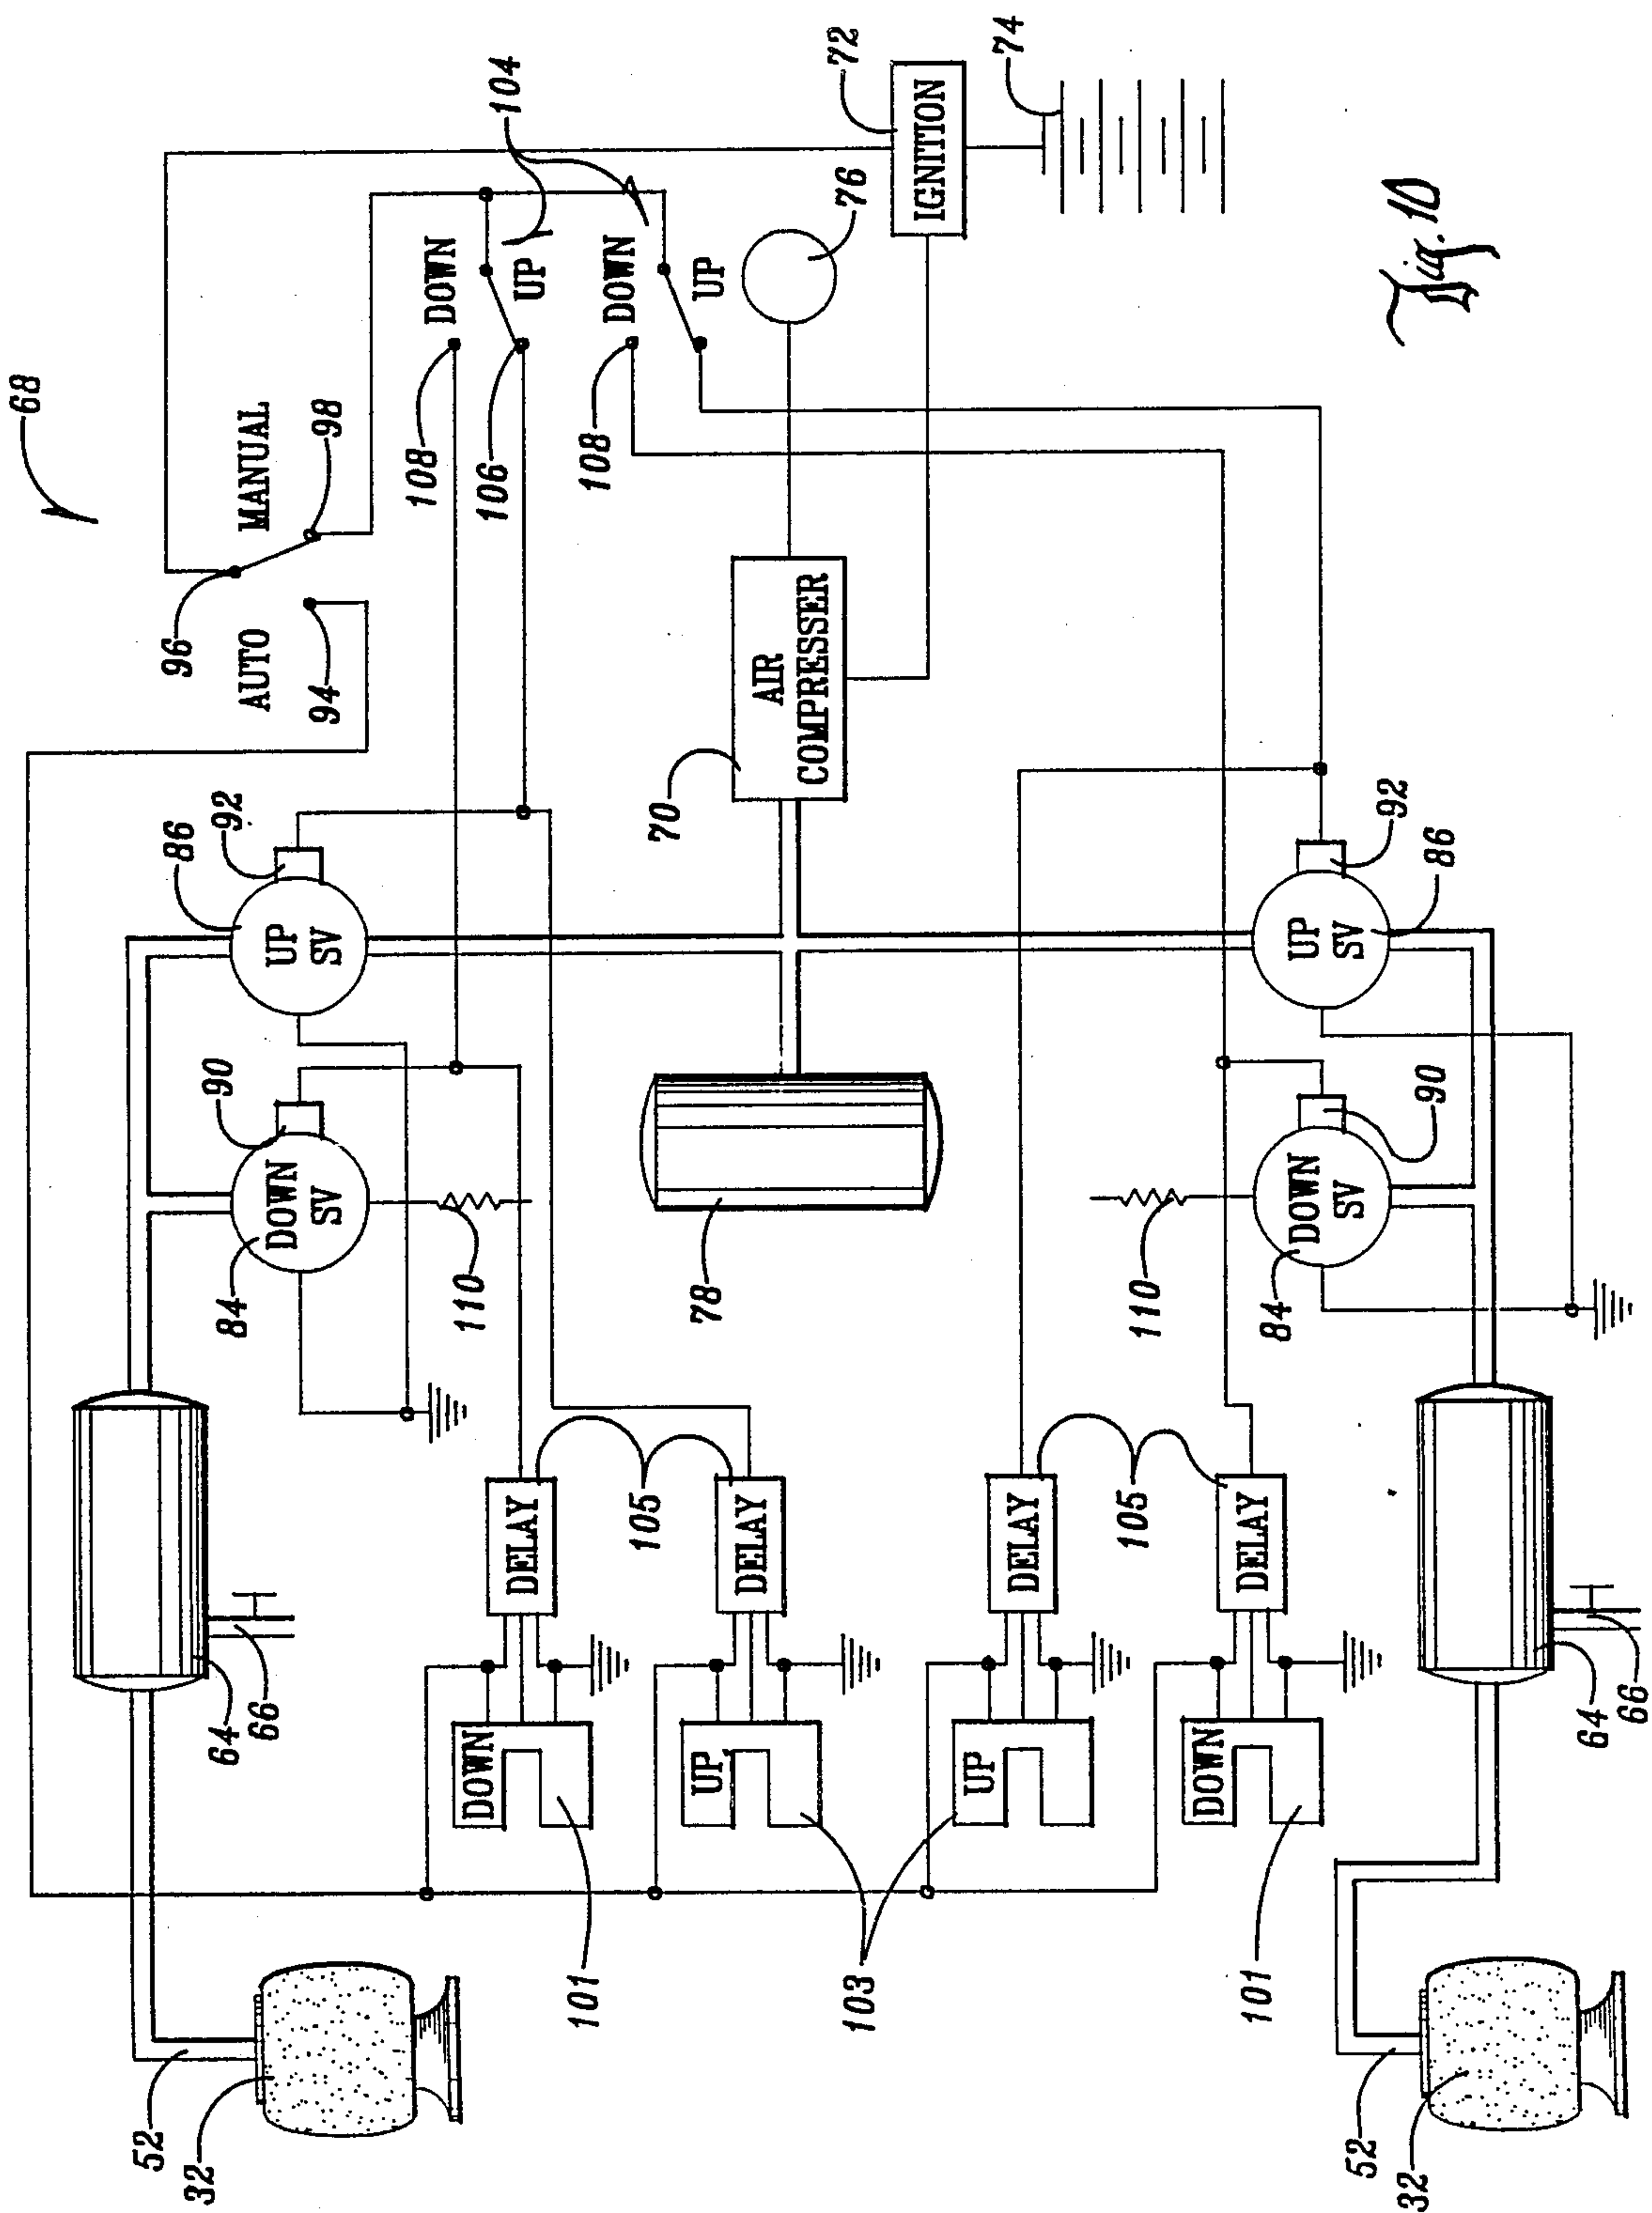 68
104
72
74
96
MANUAL
98
AUTO
94
DOWN
UP
108
106
DOWN
UP
108
76
IGNITION
AIR
COMPRESSER
70
86
92
UP
SV
90
DOWN
SV
84
110
78
64
66
DELAY
105
DELAY
DELAY
105
DELAY
DOWN
101
UP
103
UP
DOWN
101
52
32
92
86
UP
SV
90
DOWN
SV
84
110
64
66
52
32
Fig. 10